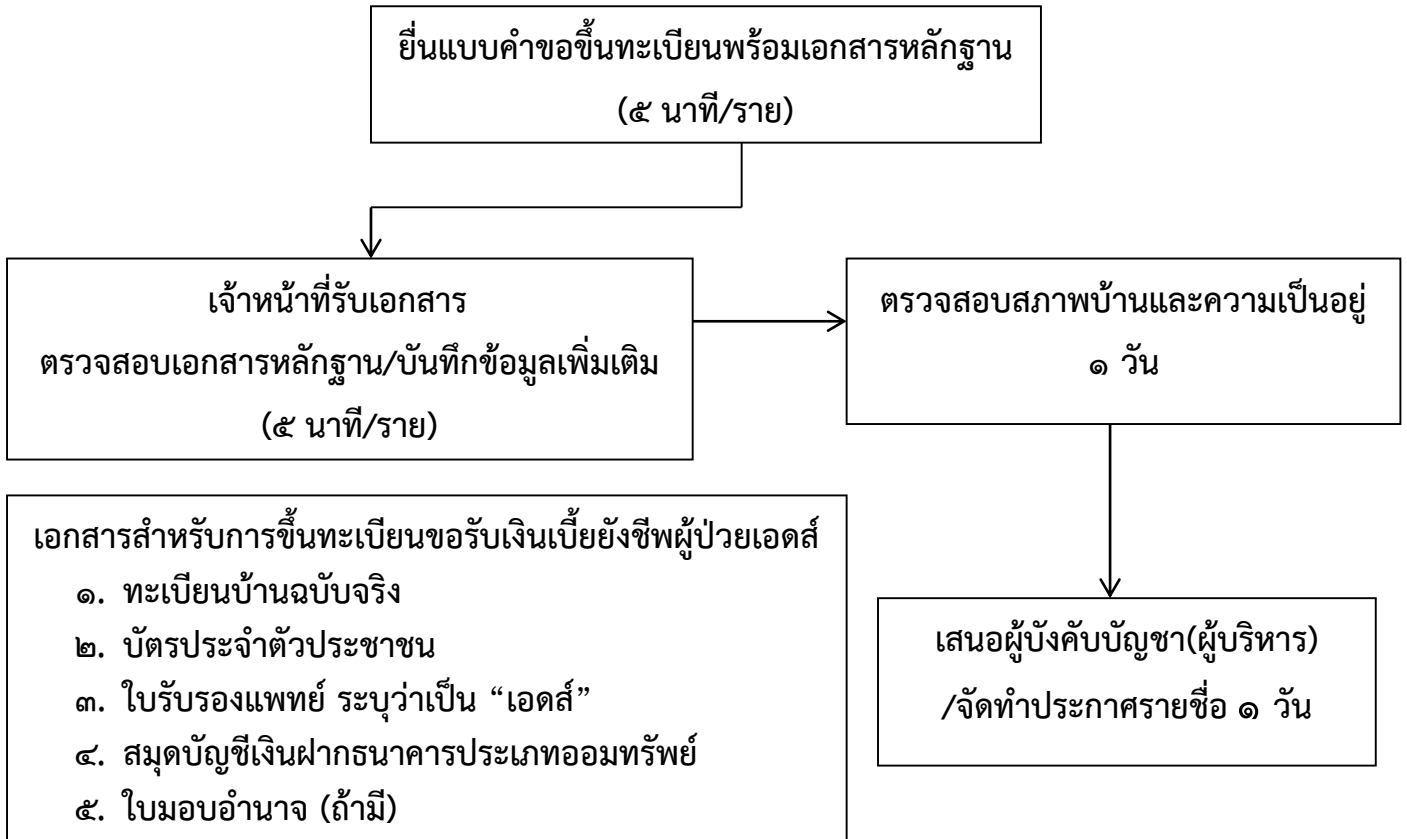 ยื่นแบบคำขอขึ้นทะเบียนพร้อมเอกสารหลักฐาน
(๕ นาที/ราย)
เจ้าหน้าที่รับเอกสาร
ตรวจสอบเอกสารหลักฐาน/บันทึกข้อมูลเพิ่มเติม
(๕ นาที/ราย)
ตรวจสอบสภาพบ้านและความเป็นอยู่
๑ วัน
เสนอผู้บังคับบัญชา(ผู้บริหาร)
/จัดทำประกาศรายชื่อ ๑ วัน
เอกสารสำหรับการขึ้นทะเบียนขอรับเงินเบี้ยยังชีพผู้ป่วยเอดส์
๑. ทะเบียนบ้านฉบับจริง
๒. บัตรประจำตัวประชาชน
๓. ใบรับรองแพทย์ ระบุว่าเป็น “เอดส์”
๔. สมุดบัญชีเงินฝากธนาคารประเภทออมทรัพย์
๕. ใบมอบอำนาจ (ถ้ามี)